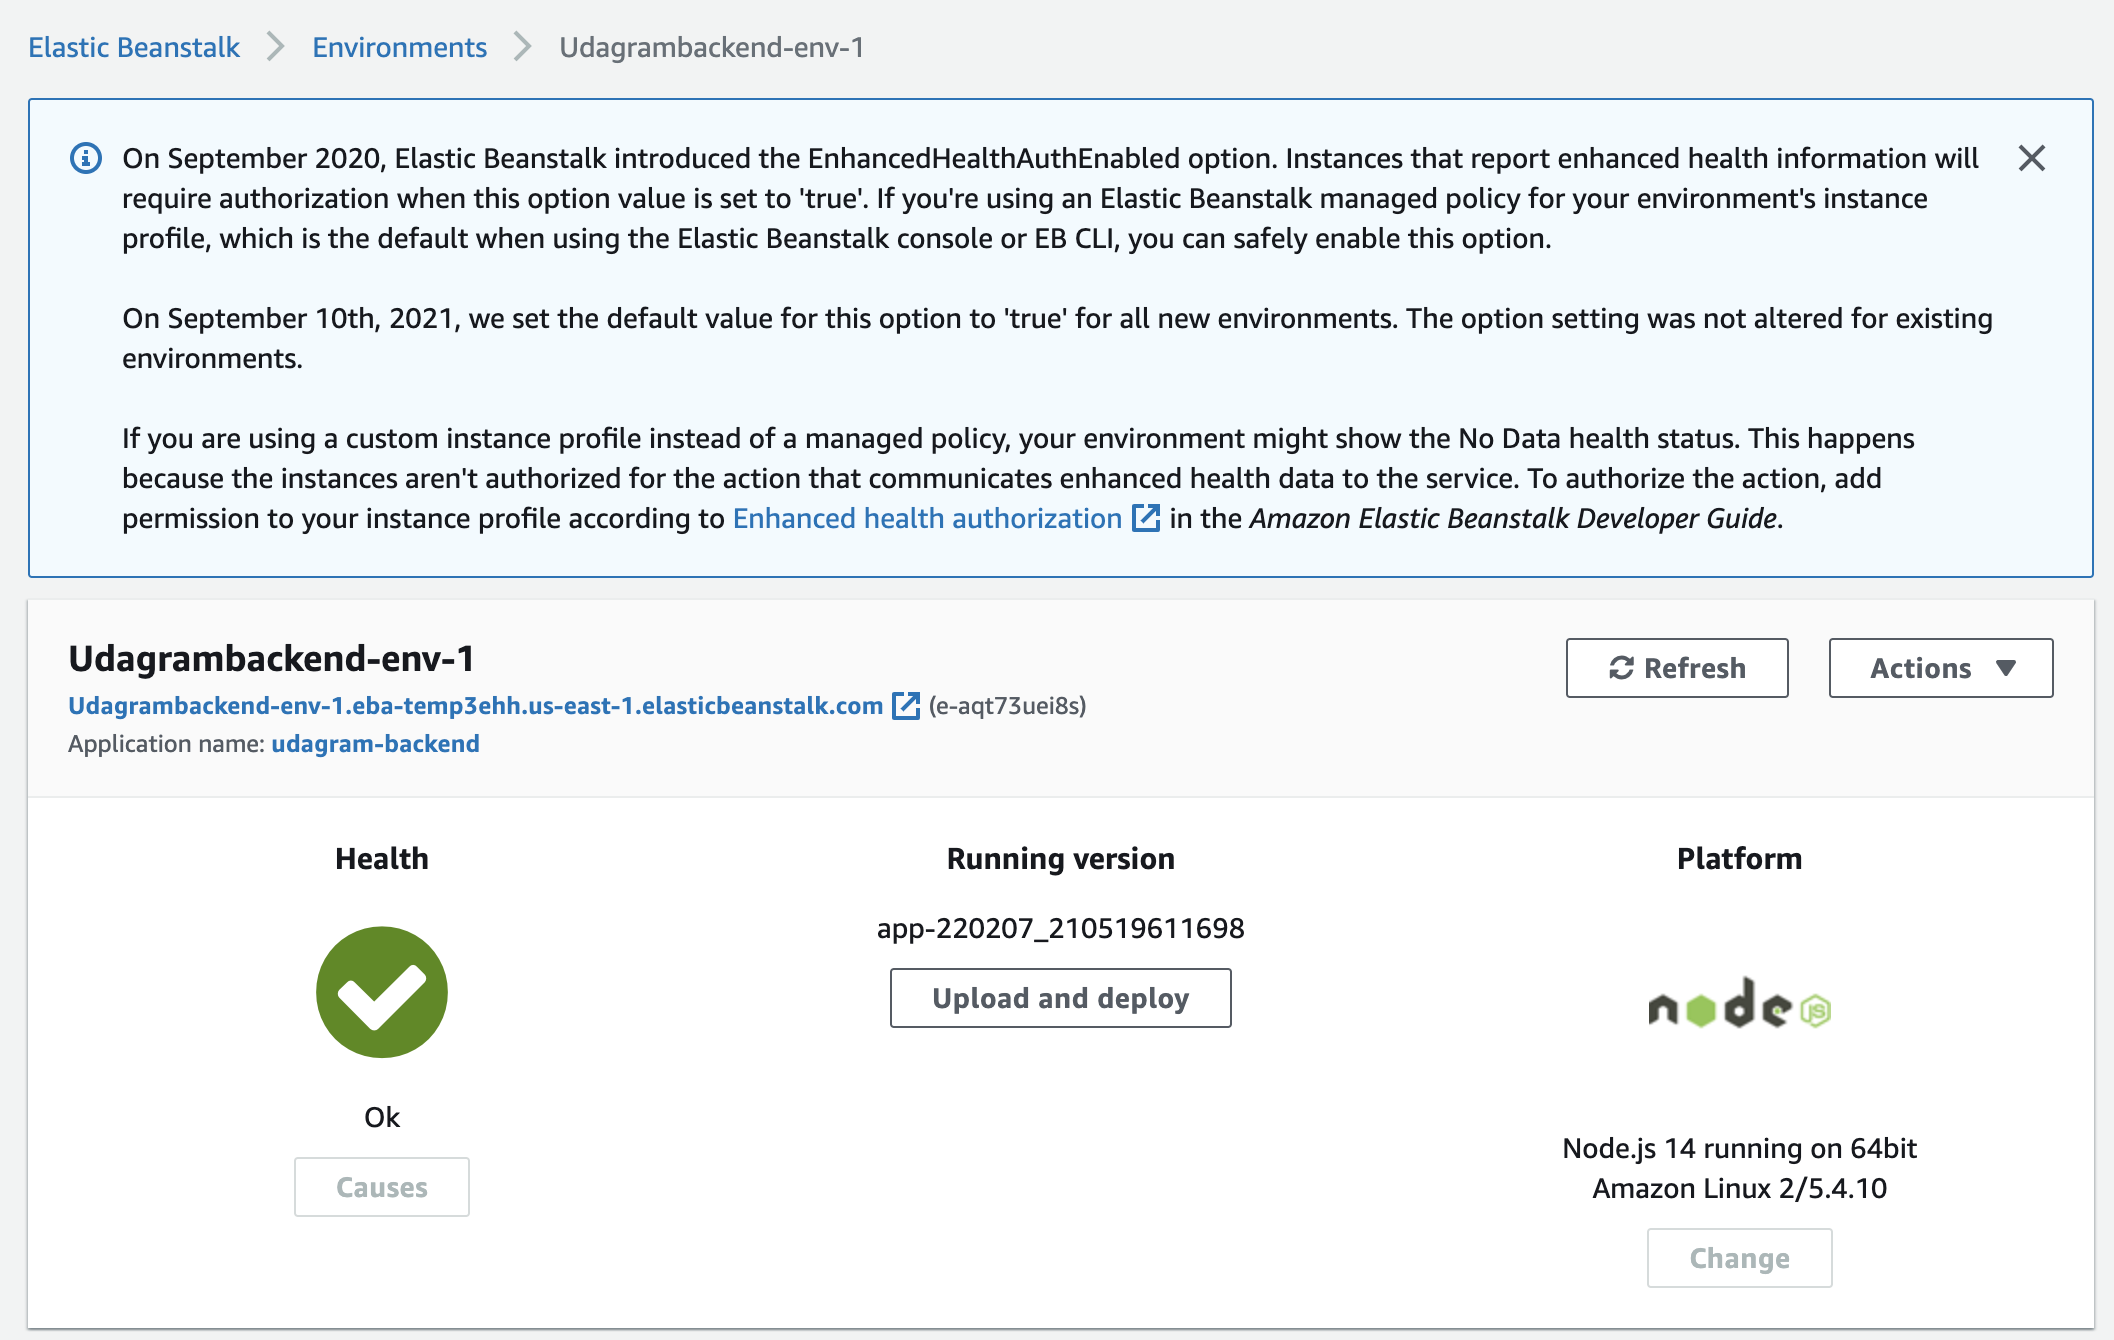 Elastic Beanstalk > Environments > Udagrambackend-env-1
On September 2020, Elastic Beanstalk introduced the EnhancedHealthAuthEnabled option. Instances that report enhanced health information will
require authorization when this option value is set to 'true'. If you're using an Elastic Beanstalk managed policy for your environment's instance
profile, which is the default when using the Elastic Beanstalk console or EB CLI, you can safely enable this option.
On September 10th, 2021, we set the default value for this option to 'true' for all new environments. The option setting was not altered for existing
environments.
If you are using a custom instance profile instead of a managed policy, your environment might show the No Data health status. This happens
because the instances aren't authorized for the action that communicates enhanced health data to the service. To authorize the action, add
permission to your instance profile according to Enhanced health authorization in the Amazon Elastic Beanstalk Developer Guide.
Udagrambackend-env-1
Refresh
Actions
Udagrambackend-env-1.eba-temp3ehh.us-east-1.elasticbeanstalk.com (e-aqt73uei8s)
Application name: udagram-backend
Health
Ok
Causes
Running version
app-220207_210519611698
Upload and deploy
Platform
node JS
Node.js 14 running on 64bit
Amazon Linux 2/5.4.10
Change